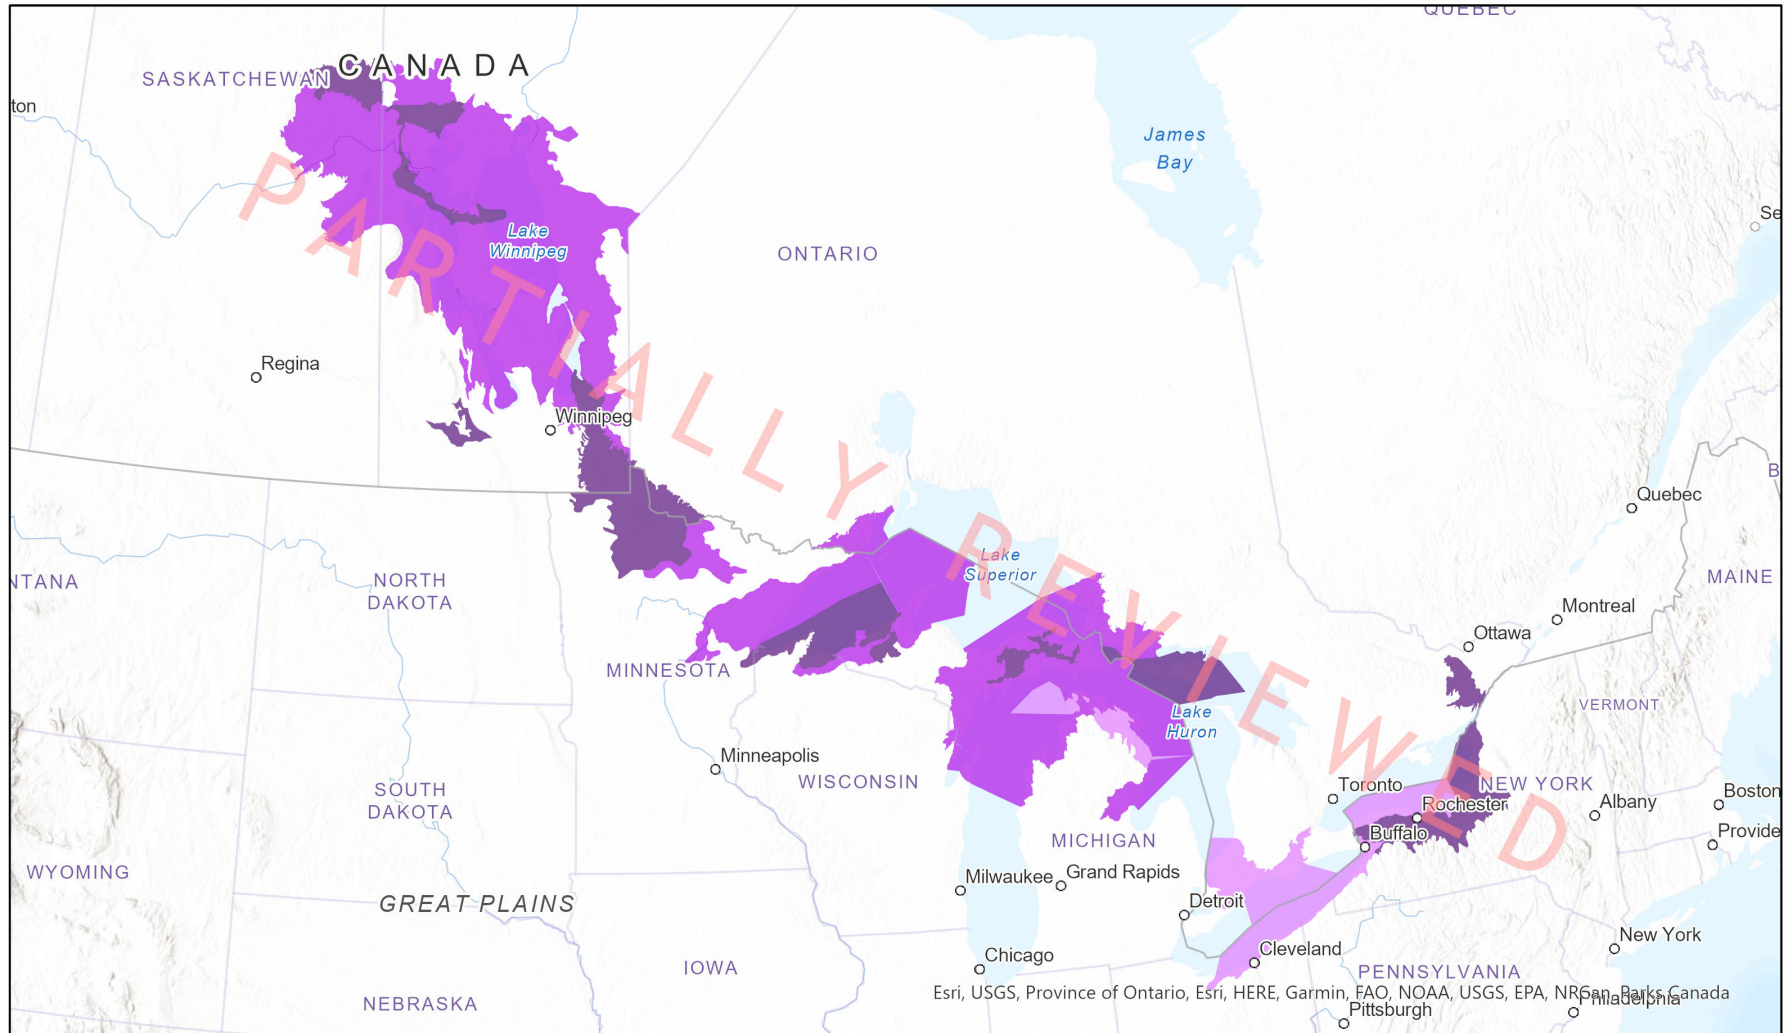 QUEBEC
CANADA
SASKATCHEWAN
ton
James
Bay
Se
Lake
Winnipeg
ONTARIO
PARTIALLY REVIEWED
Regina
Winnipeg
Quebec
B
Lake
Superior
NTANA
NORTH
DAKOTA
MAINE
Montreal
Ottawa
MINNESOTA
VERMONT
Lake
Huron
Minneapolis
WISCONSIN
SOUTH
DAKOTA
Toronto
NEW YORK
Rochester
Albany
Boston
Buffalo
Provide
MICHIGAN
WYOMING
Milwaukee
Grand Rapids
GREAT PLAINS
Detroit
New York
Cleveland
Chicago
IOWA
PENNSYLVANIA
Esri, USGS, Province of Ontario, Esri, HERE, Garmin, FAO, NOAA, USGS, EPA, NRCan, Parks Canada
Philadelphia
NEBRASKA
Pittsburgh